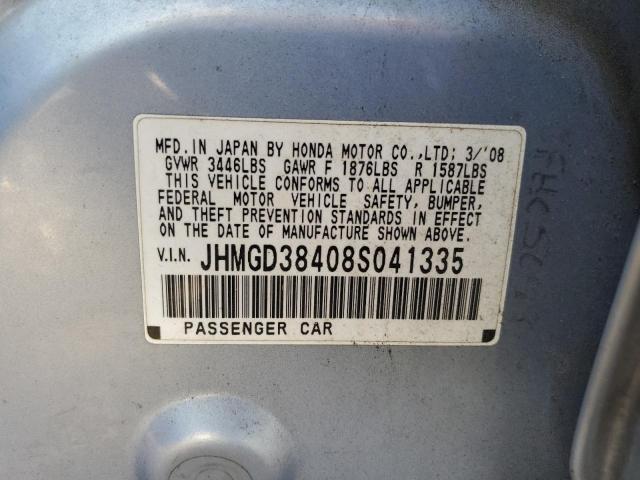 MFD.IN JAPAN BY HONDA MOTOR CO.,LTD; 3/'08
GVWR 3446LBS GAWR F 1876LBS R 1587LBS
THIS VEHICLE CONFORMS TO ALL APPLICABLE
FEDERAL MOTOR VEHICLE SAFETY, BUMPER,
AND THEFT PREVENTION STANDARDS IN EFFECT
ON THE DATE OF MANUFACTURE SHOWN ABOVE.
V.I.N. JHMGD38408S041335
PASSENGER CAR